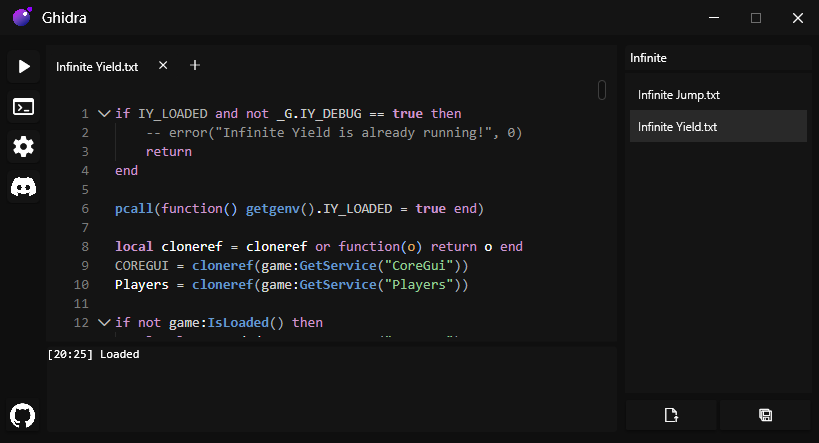 Ghidra
Infinite Yield.txt
1 if IY_LOADED and not _G.IY_DEBUG == true then
2 -- error("Infinite Yield is already running!", 0)
3 return
4 end
5
6 pcall(function() getgenv().IY_LOADED = true end)
7
8 local cloneref = cloneref or function(o) return o end
9 COREGUI = cloneref(game:GetService("CoreGui"))
10 Players = cloneref(game:GetService("Players"))
11
12 if not game:IsLoaded() then
[20:25] Loaded
Infinite
Infinite Jump.txt
Infinite Yield.txt